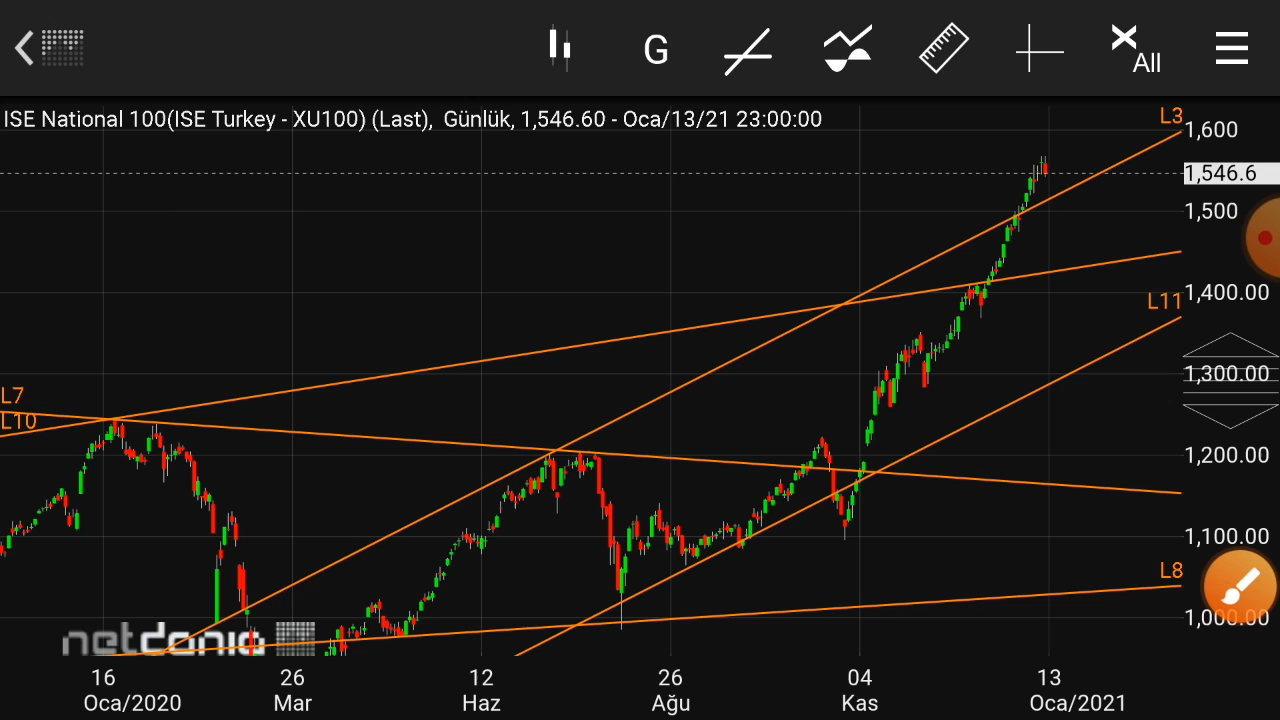 G
All
ISE National 100(ISE Turkey - XU100) (Last), Günlük, 1,546.60 - Oca/13/21 23:00:00
L3
1,600
1,546.6
1,500
1,400.00
L11
1,300.00
L7
L10
1,200.00
1,100.00
L8
1,000.00
netdania
16 26 12 26 04 13
Oca/2020 Mar Haz Ağu Kas Oca/2021